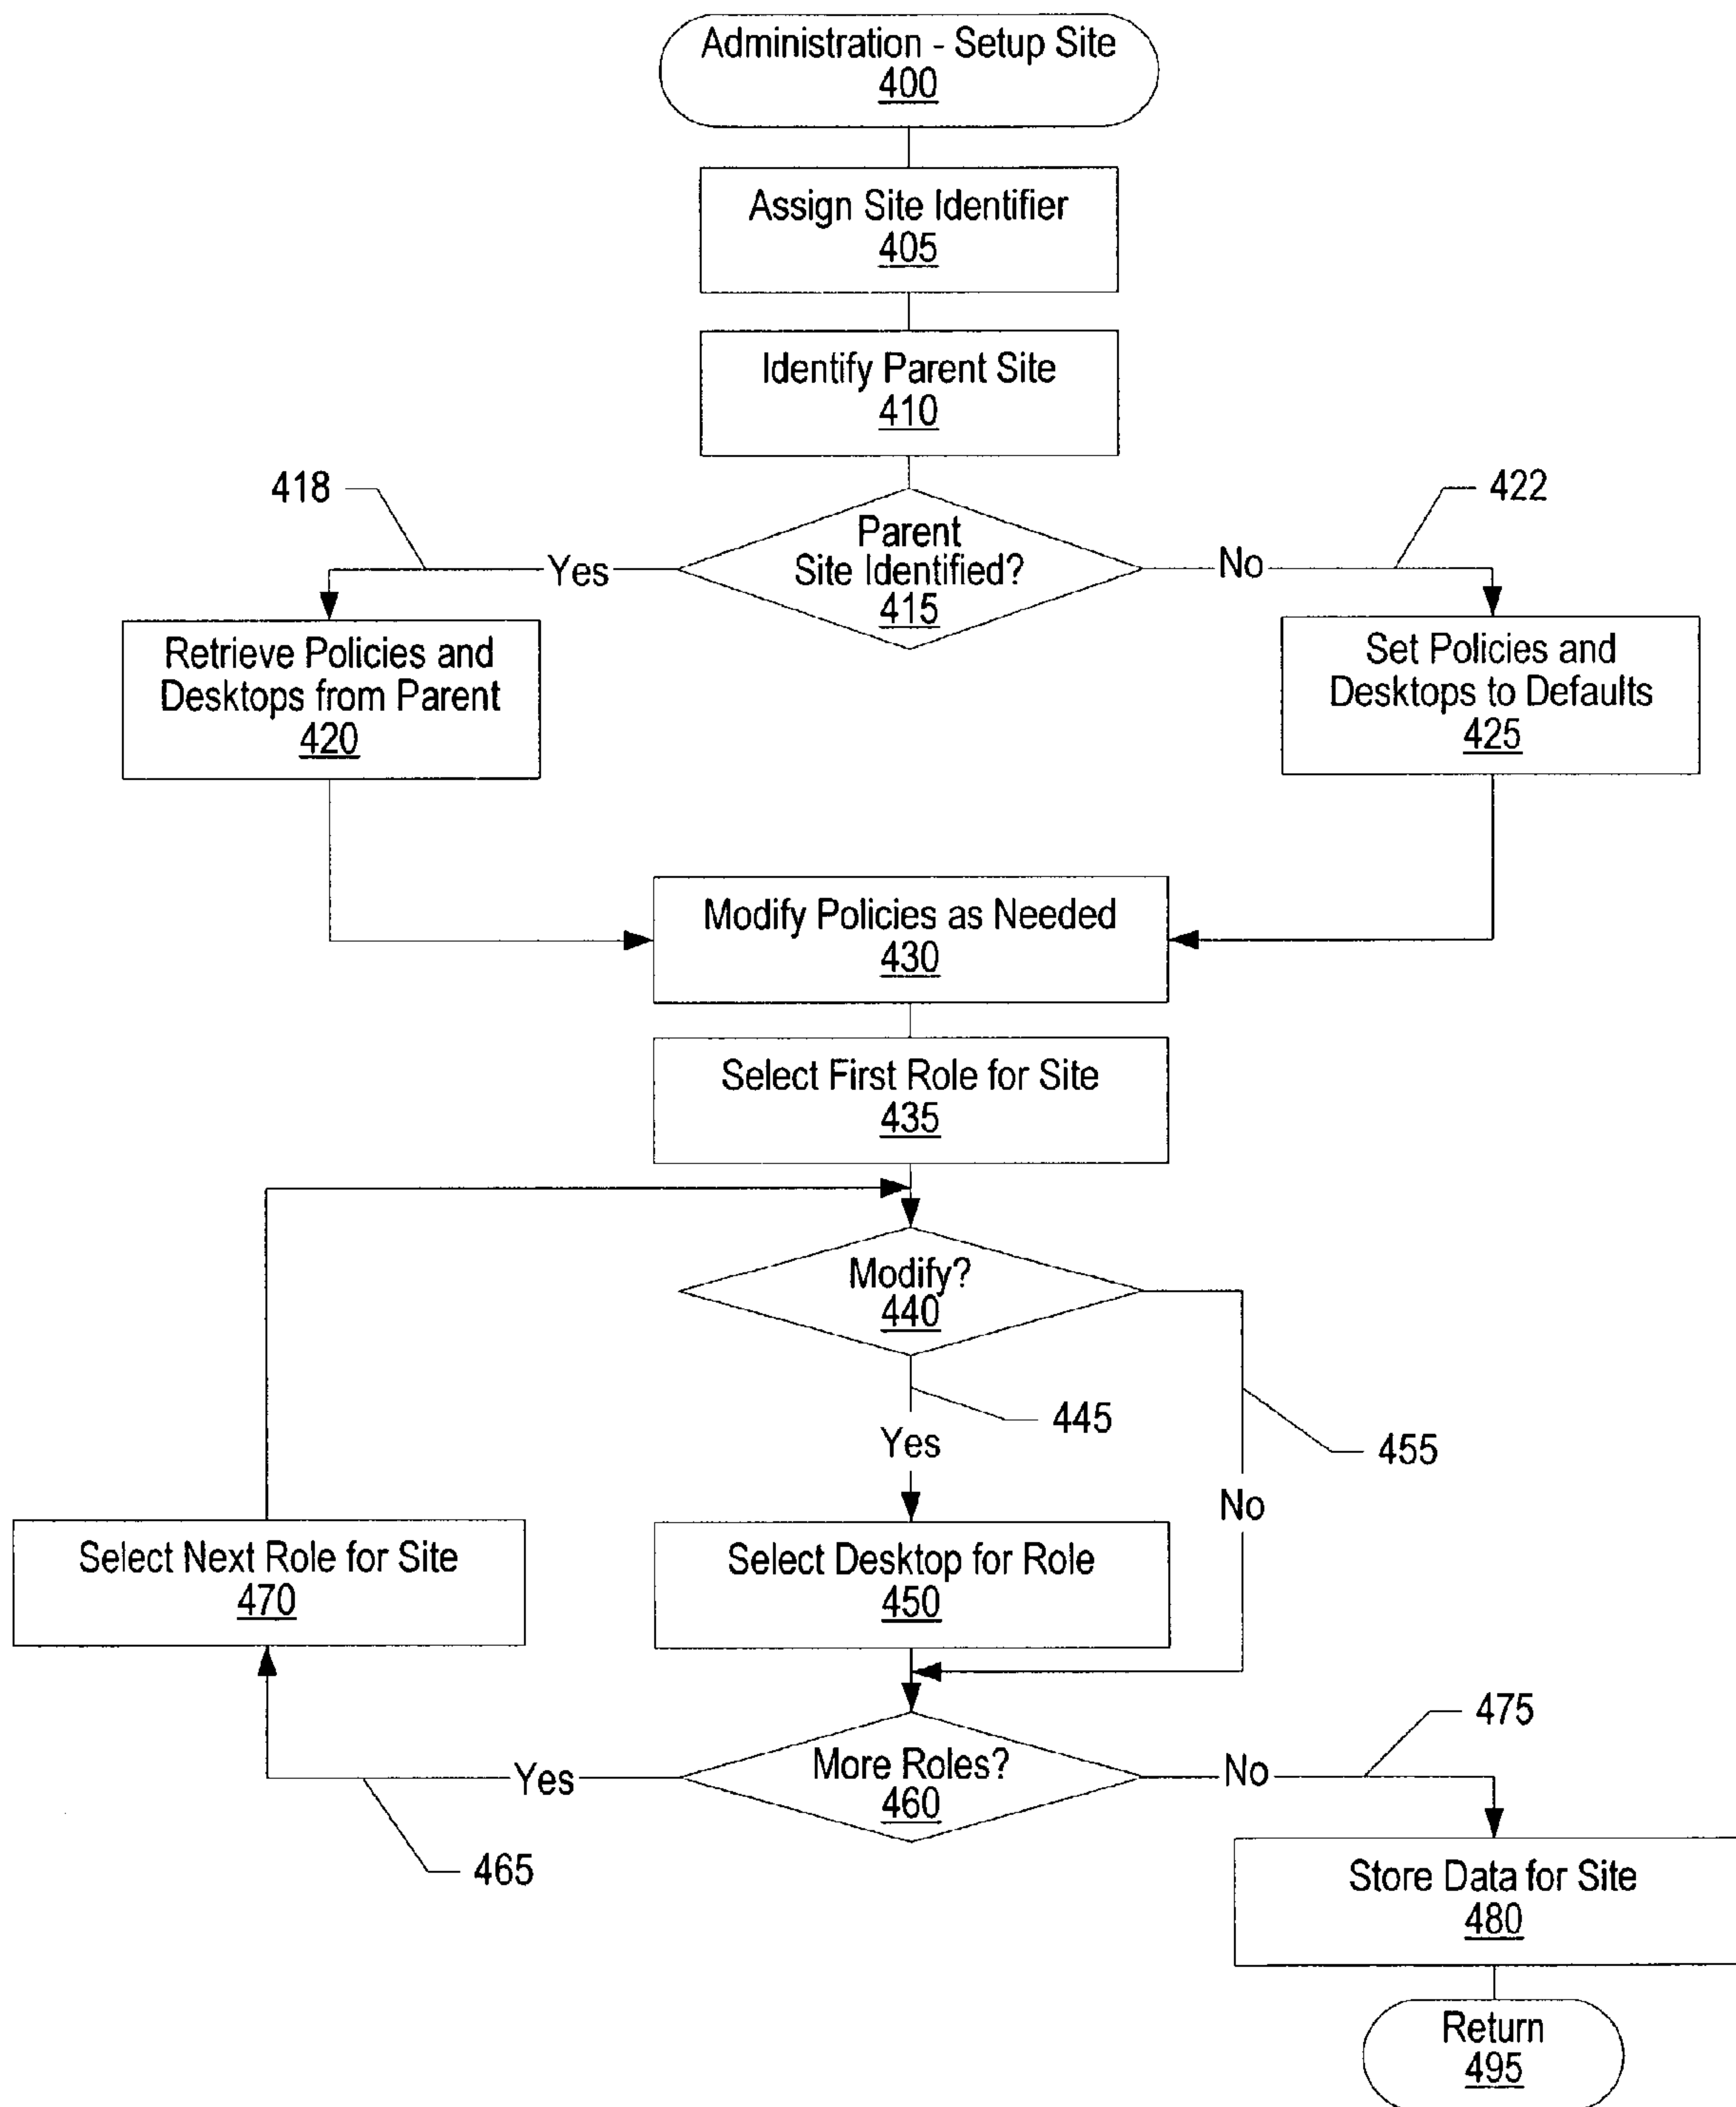 Administration - Setup Site
400
Assign Site Identifier
405
Identify Parent Site
410
418
422
Parent
Site Identified?
415
Yes
No
Retrieve Policies and
Desktops from Parent
420
Set Policies and
Desktops to Defaults
425
Modify Policies as Needed
430
Select First Role for Site
435
Modify?
440
445
Yes
455
No
Select Next Role for Site
470
Select Desktop for Role
450
475
More Roles?
460
Yes
No
465
Store Data for Site
480
Return
495